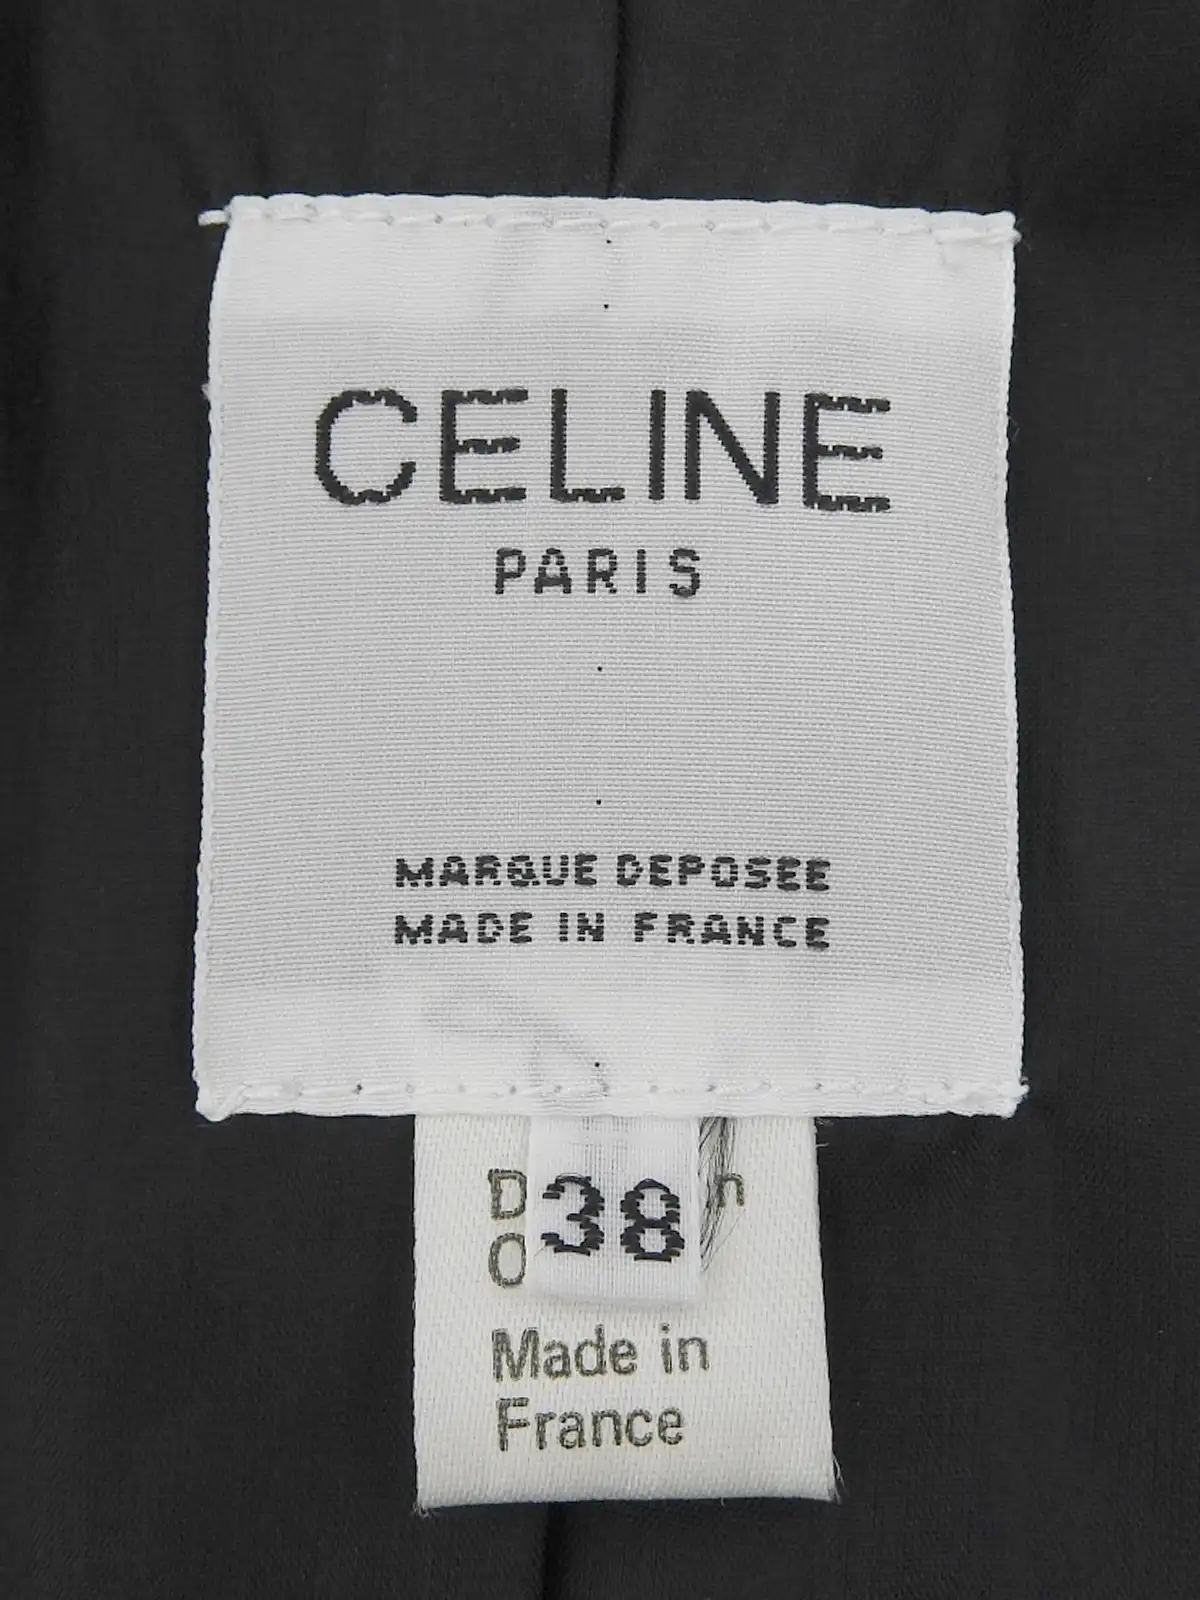 CELINE
PARIS
MARQUE DEPOSEE
MADE IN FRANCE
38
Made in
France